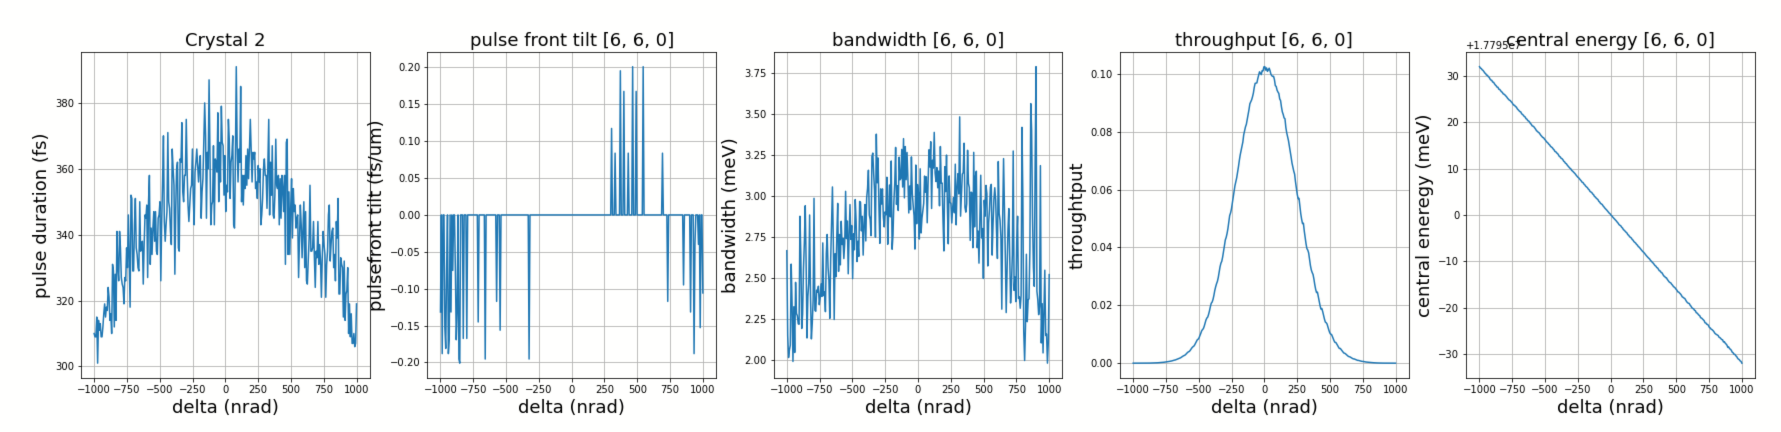 Crystal 2
pulse duration (fs)
380
360
340
320
300
−1000 −750 −500 −250 0 250 500 750 1000
delta (nrad)
pulse front tilt [6, 6, 0]
pulsefront tilt (fs/um)
0.20
0.15
0.10
0.05
0.00
−0.05
−0.10
−0.15
−0.20
−1000 −750 −500 −250 0 250 500 750 1000
delta (nrad)
bandwidth [6, 6, 0]
bandwidth (meV)
3.75
3.50
3.25
3.00
2.75
2.50
2.25
2.00
−1000 −750 −500 −250 0 250 500 750 1000
delta (nrad)
throughput [6, 6, 0]
throughtput
0.10
0.08
0.06
0.04
0.02
0.00
−1000 −750 −500 −250 0 250 500 750 1000
delta (nrad)
central energy [6, 6, 0]
central eneregy (meV)
30
20
10
0
−10
−20
−30
−1000 −750 −500 −250 0 250 500 750 1000
delta (nrad)